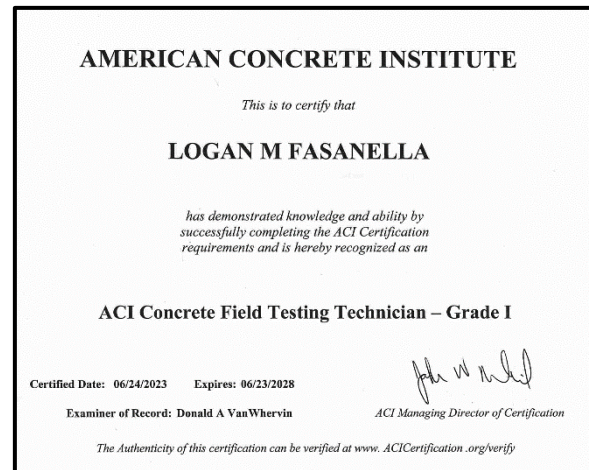 AMERICAN CONCRETE INSTITUTE
This is to certify that
LOGAN M FASANELLA
has demonstrated knowledge and ability by
successfully completing the ACI Certification
requirements and is hereby recognized as an
ACI Concrete Field Testing Technician – Grade I
Certified Date: 06/24/2023 Expires: 06/23/2028
Examiner of Record: Donald A VanWhervin
ACI Managing Director of Certification
The Authenticity of this certification can be verified at www. ACICertification .org/verify